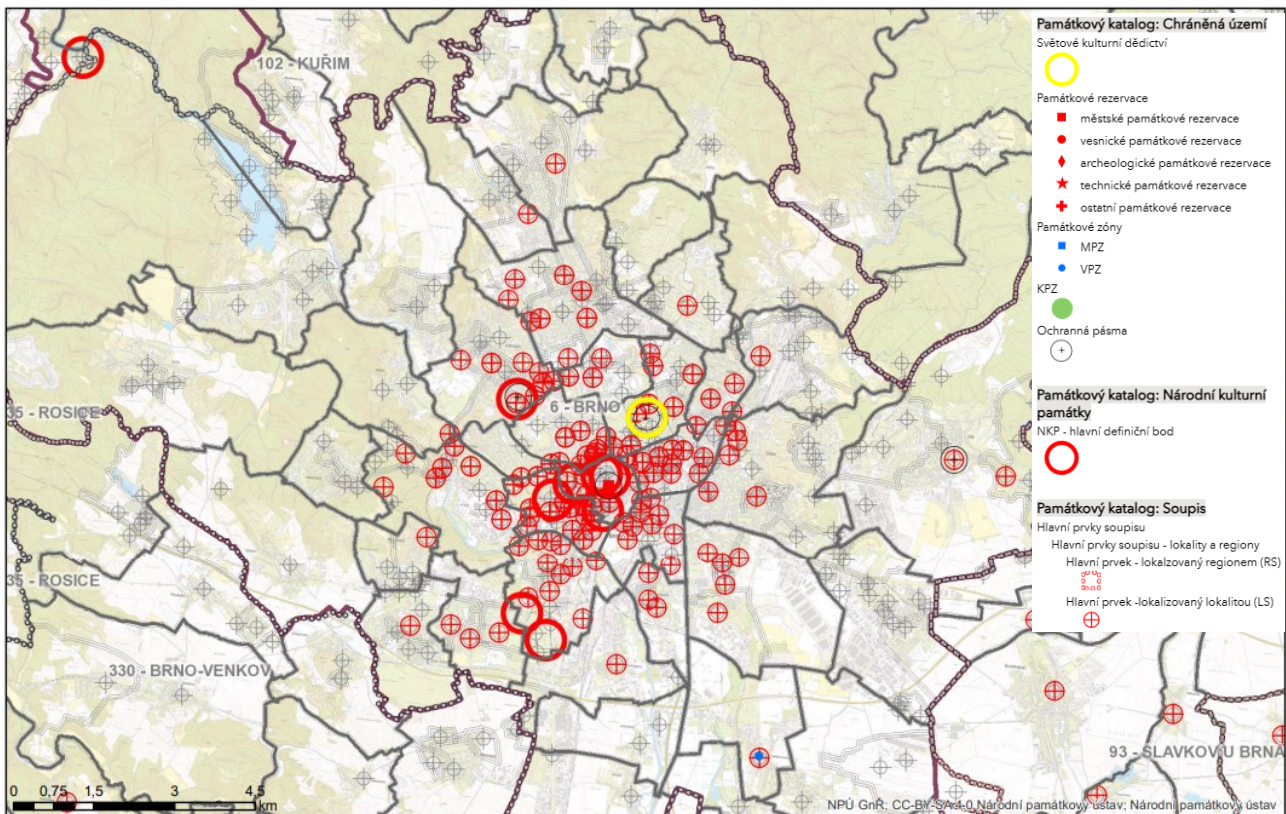 102 - KUŘIM
35 - ROSICE
6 - BRNO
35 - ROSICE
330 - BRNO-VENKOV
93 - SLAVKOV U BRNA
0 0,75 1,5 3 4,5
km
NPÚ GnŘ; CC-BY-SA 4.0 Národní památkový ústav; Národní památkový ústav
Památkový katalog: Chráněná území
Světové kulturní dědictví
Památkové rezervace
městské památkové rezervace
vesnické památkové rezervace
archeologické památkové rezervace
technické památkové rezervace
ostatní památkové rezervace
Památkové zóny
MPZ
VPZ
KPZ
Ochranná pásma
Památkový katalog: Národní kulturní
památky
NKP - hlavní definiční bod
Památkový katalog: Soupis
Hlavní prvky soupisu
Hlavní prvky soupisu - lokality a regiony
Hlavní prvek - lokalzovaný regionem (RS)
Hlavní prvek -lokalizovaný lokalitou (LS)